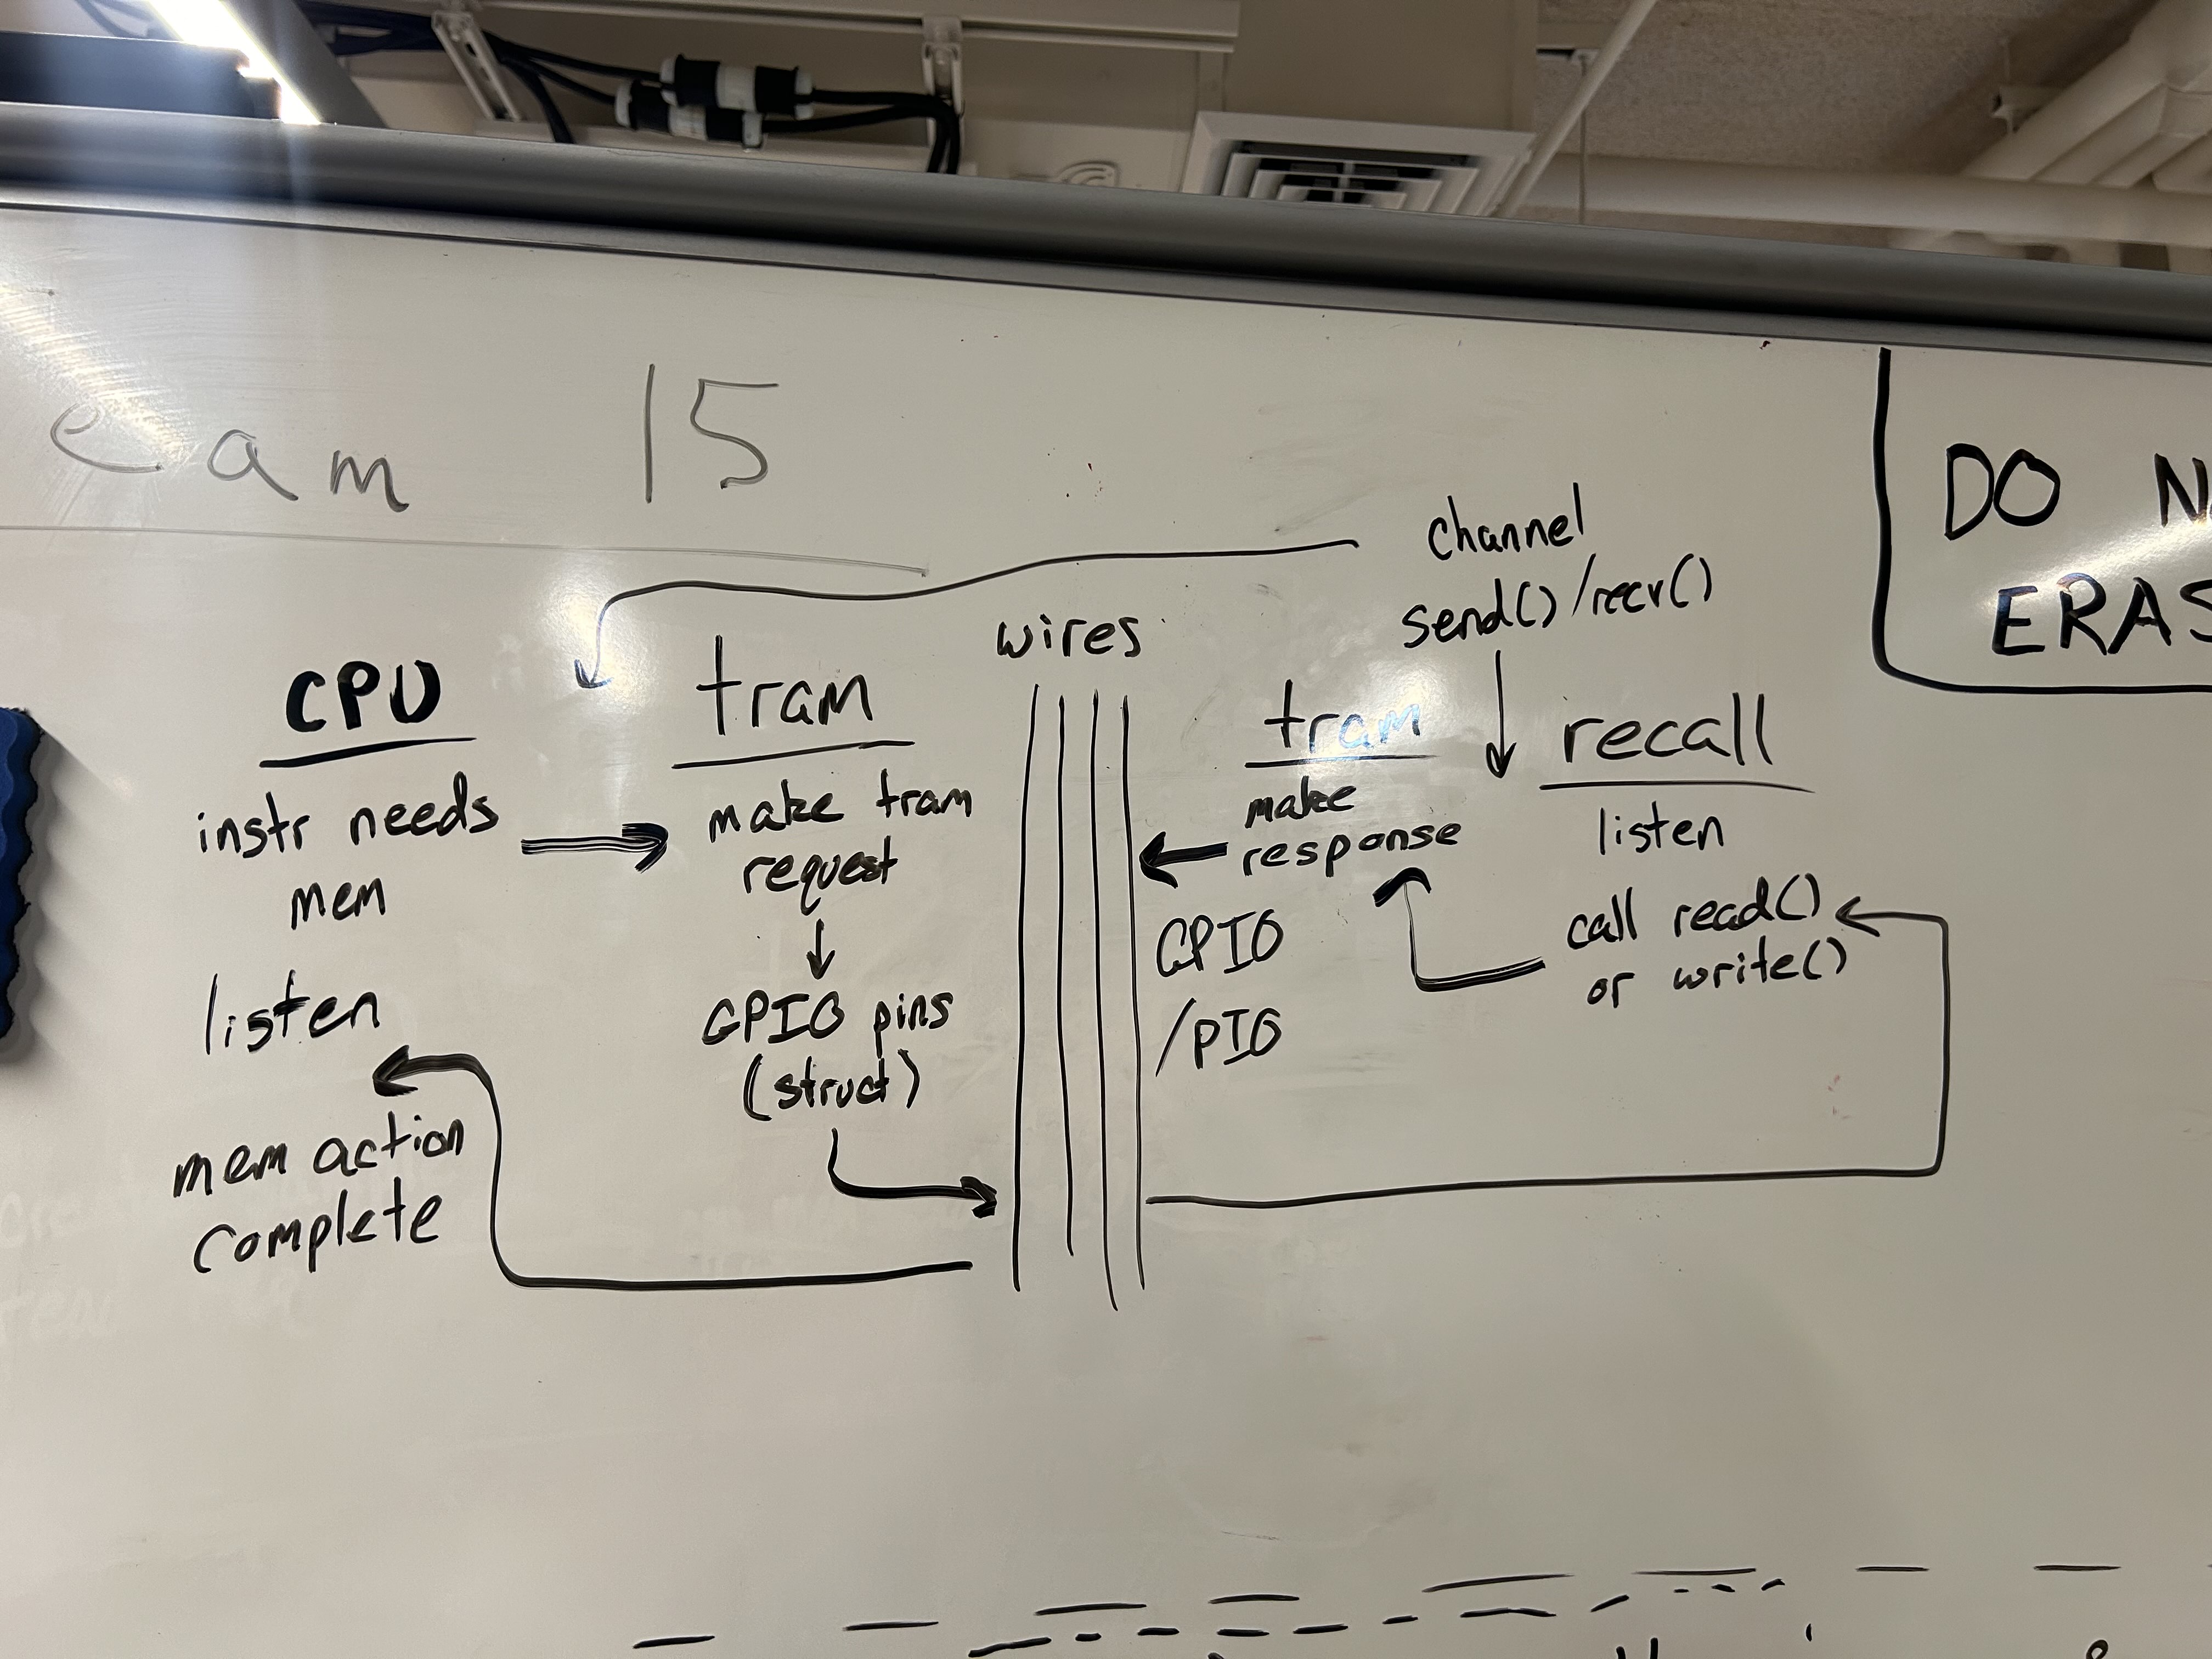 eam 15
DO
ERAS
channel
send()/recv()
wires
CPU
instr needs
mem
listen
mem action
complete
tram
make tram
request
GPIO pins
(struct)
tram
make
response
GPIO
/PIO
recall
listen
call read()
or write()